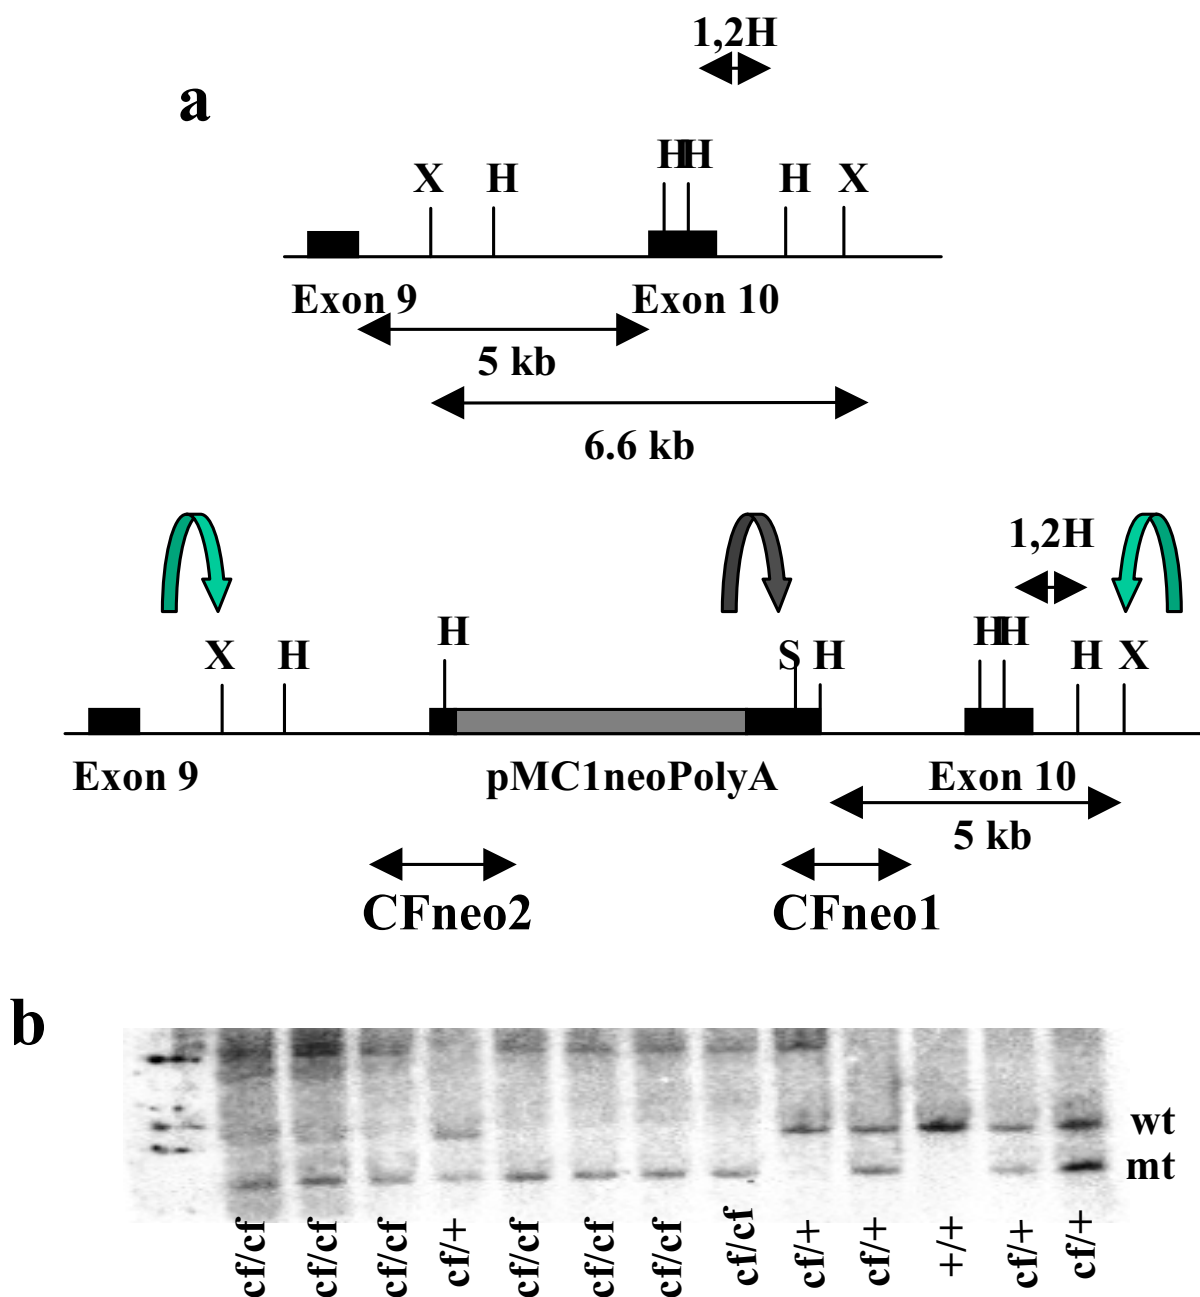 a
1,2H
X H HH H X
Exon 9 Exon 10
5 kb
6.6 kb
1,2H
X H H S H HH H X
Exon 9 pMC1neoPolyA Exon 10
5 kb
CFneo2 CFneo1
b
wt
mt
cf/cf cf/cf cf/cf cf/+ cf/cf cf/cf cf/cf cf/cf cf/+ cf/+ +/+ cf/+ cf/+